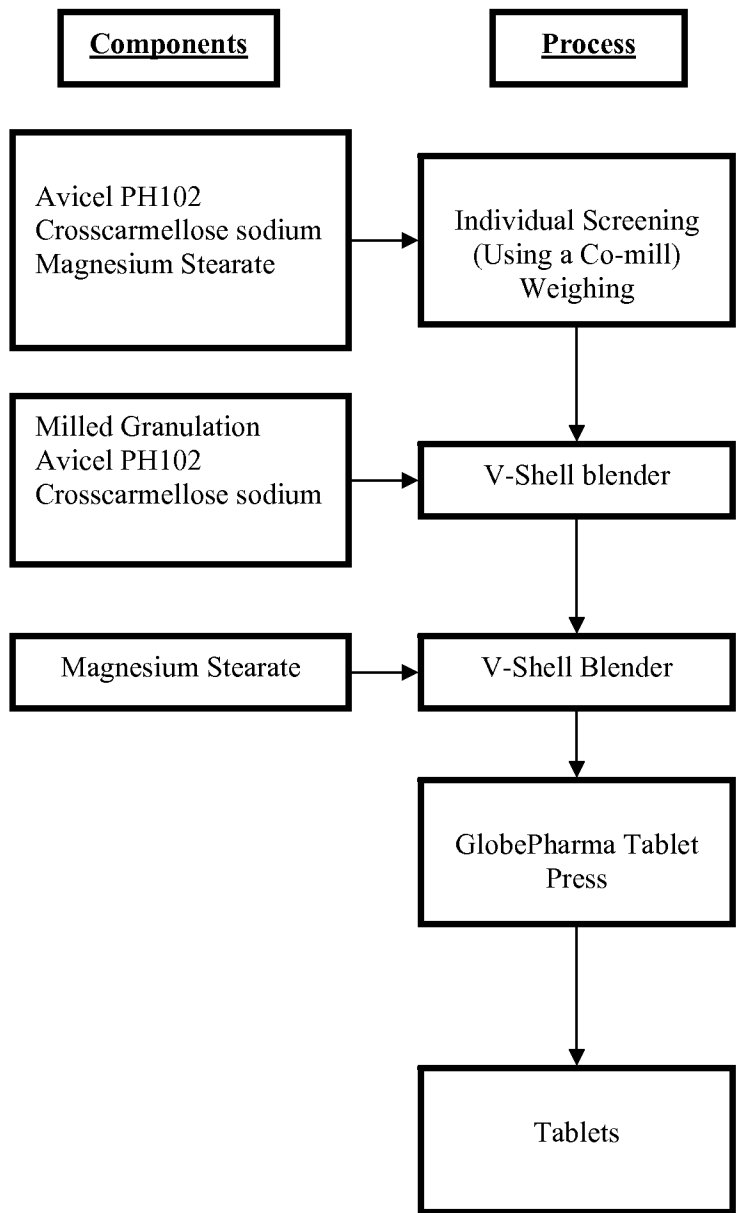 Components
Process
Avicel PH102
Crosscarmellose sodium
Magnesium Stearate
Individual Screening
(Using a Co-mill)
Weighing
Milled Granulation
Avicel PH102
Crosscarmellose sodium
V-Shell blender
Magnesium Stearate
V-Shell Blender
GlobePharma Tablet
Press
Tablets